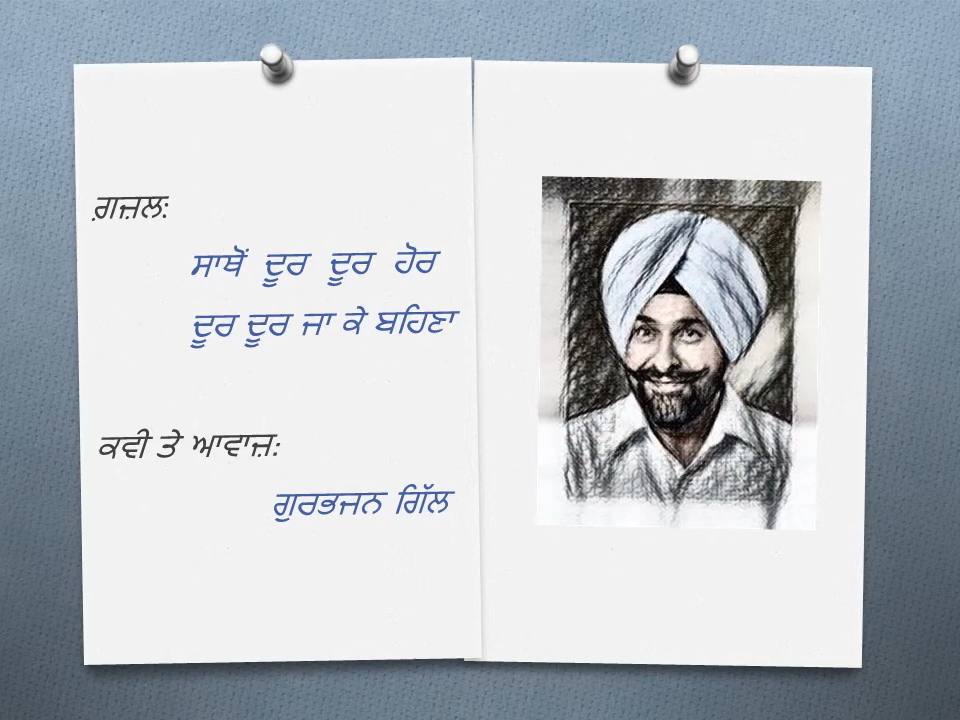 ਗ਼ਜ਼ਲ:
ਸਾਥੋਂ ਦੂਰ ਦੂਰ ਹੋਰ
ਦੂਰ ਦੂਰ ਜਾ ਕੇ ਬਹਿਣਾ
ਕਵੀ ਤੇ ਆਵਾਜ਼:
ਗੁਰਭਜਨ ਗਿੱਲ